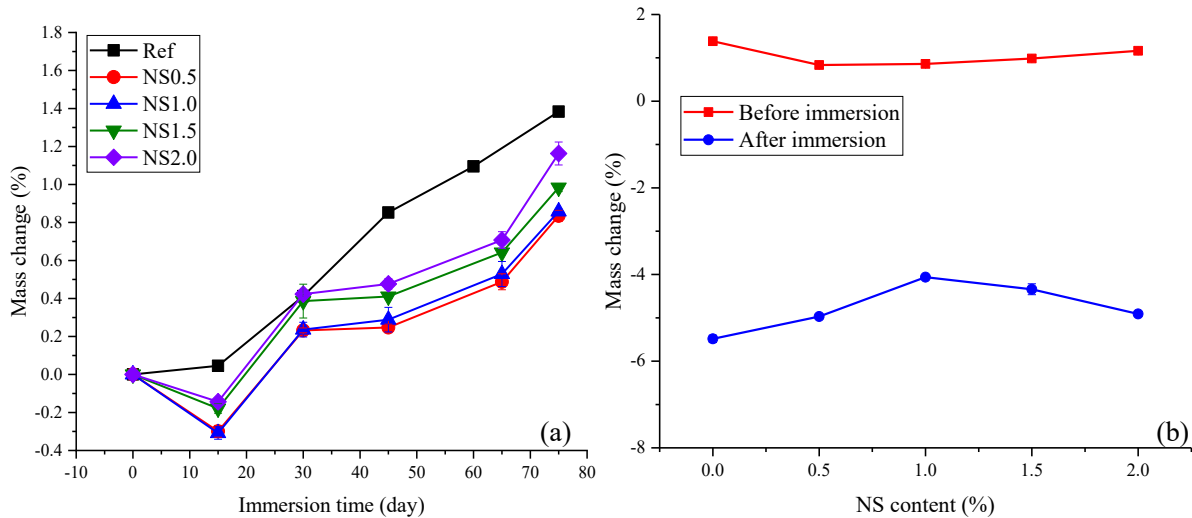 1.8
1.6
1.4
1.2
1.0
0.8
0.6
0.4
0.2
0.0
-0.2
-0.4
Mass change (%)
Ref
NS0.5
NS1.0
NS1.5
NS2.0
(a)
-10 0 10 20 30 40 50 60 70 80
Immersion time (day)
2
0
-2
-4
-6
-8
Mass change (%)
Before immersion
After immersion
(b)
0.0 0.5 1.0 1.5 2.0
NS content (%)